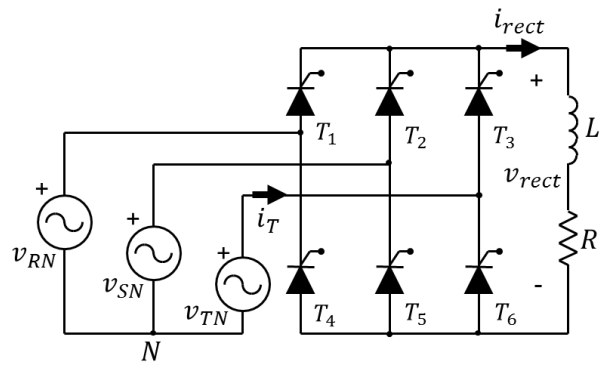 i_rect
+
T_1
T_2
T_3
L
v_rect
+
+
i_T
+
R
v_RN
v_SN
v_TN
T_4
T_5
T_6
-
N